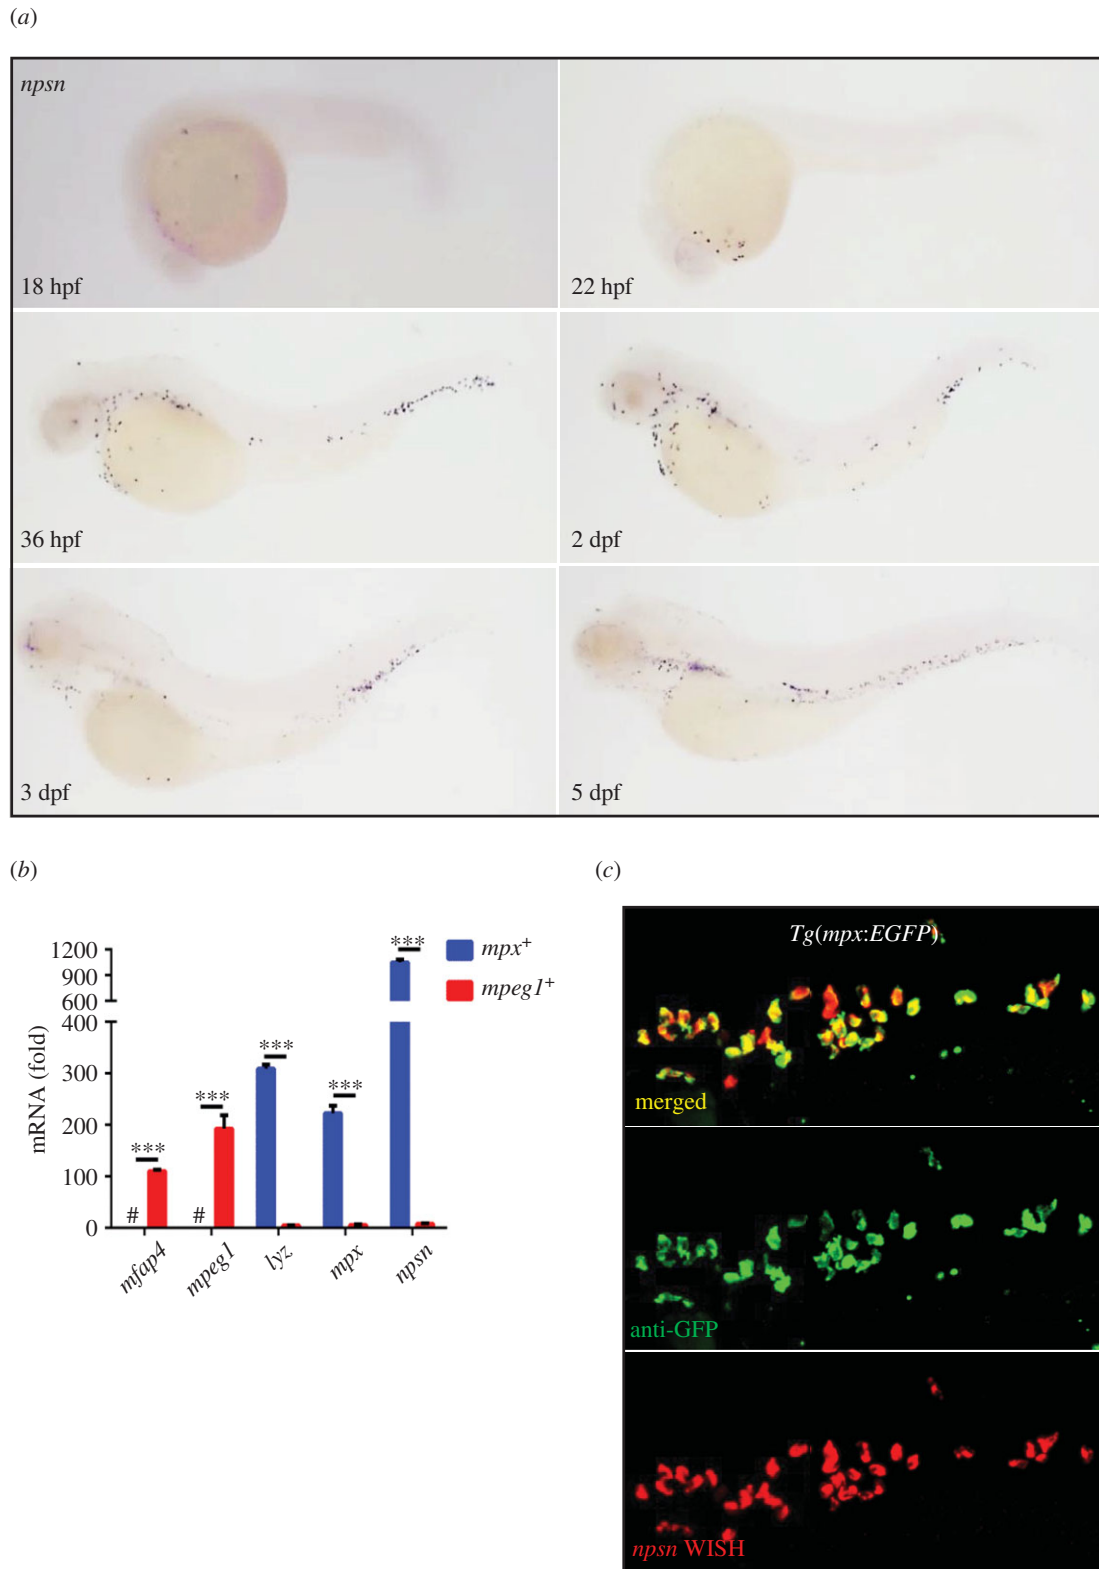 (a)
npsn
18 hpf
22 hpf
36 hpf
2 dpf
3 dpf
5 dpf
(b)
mRNA (fold)
1200
900
600
400
300
200
100
0
***
***
***
***
***
#
#
mfap4
mpeg1
lyz
mpx
npsn
mpx+
mpeg1+
(c)
Tg(mpx:EGFP)
merged
anti-GFP
npsn WISH